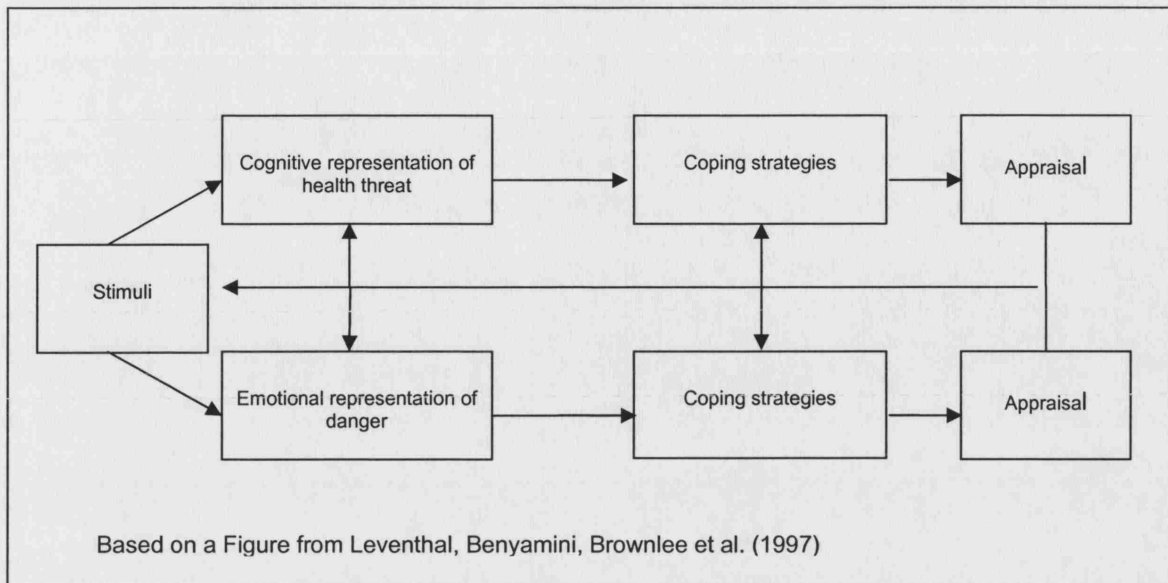 Cognitive representation of
health threat
Coping strategies
Appraisal
Stimuli
Emotional representation of
danger
Coping strategies
Appraisal
Based on a Figure from Leventhal, Benyamini, Brownlee et al. (1997)